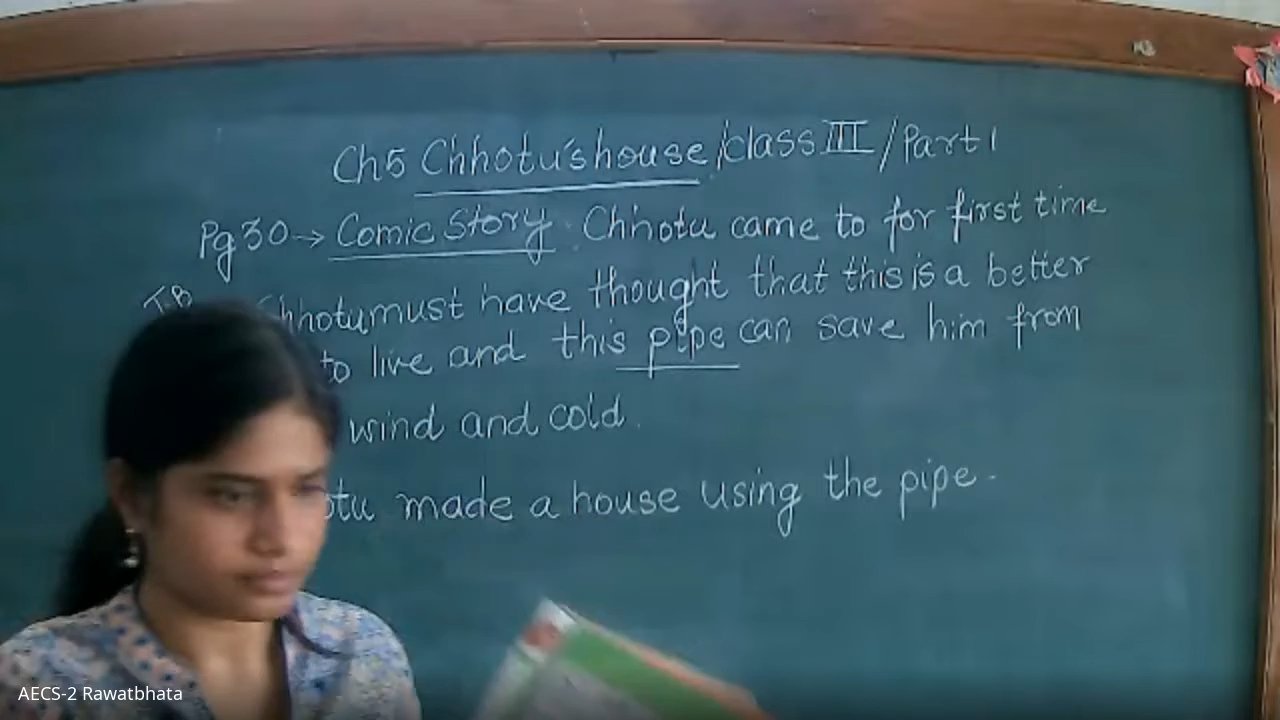 Ch5 Chhotu's house/class III/Part 1
Pg 30→ Comic Story. Chhotu came to for first time
T.B
hhotu must have thought that this is a better
to live and this pipe can save him from
wind and cold.
otu made a house using the pipe.
AECS-2 Rawatbhata